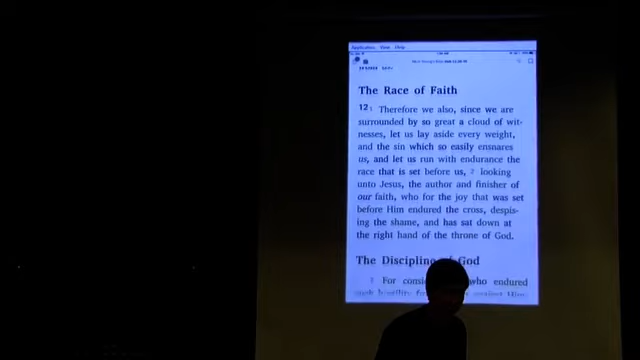 Application View Help
The Race of Faith
12 1 Therefore we also, since we are
surrounded by so great a cloud of wit-
nesses, let us lay aside every weight,
and the sin which so easily ensnares
us, and let us run with endurance the
race that is set before us, 2 looking
unto Jesus, the author and finisher of
our faith, who for the joy that was set
before Him endured the cross, despis-
ing the shame, and has sat down at
the right hand of the throne of God.
The Discipline of God
3 For who endured